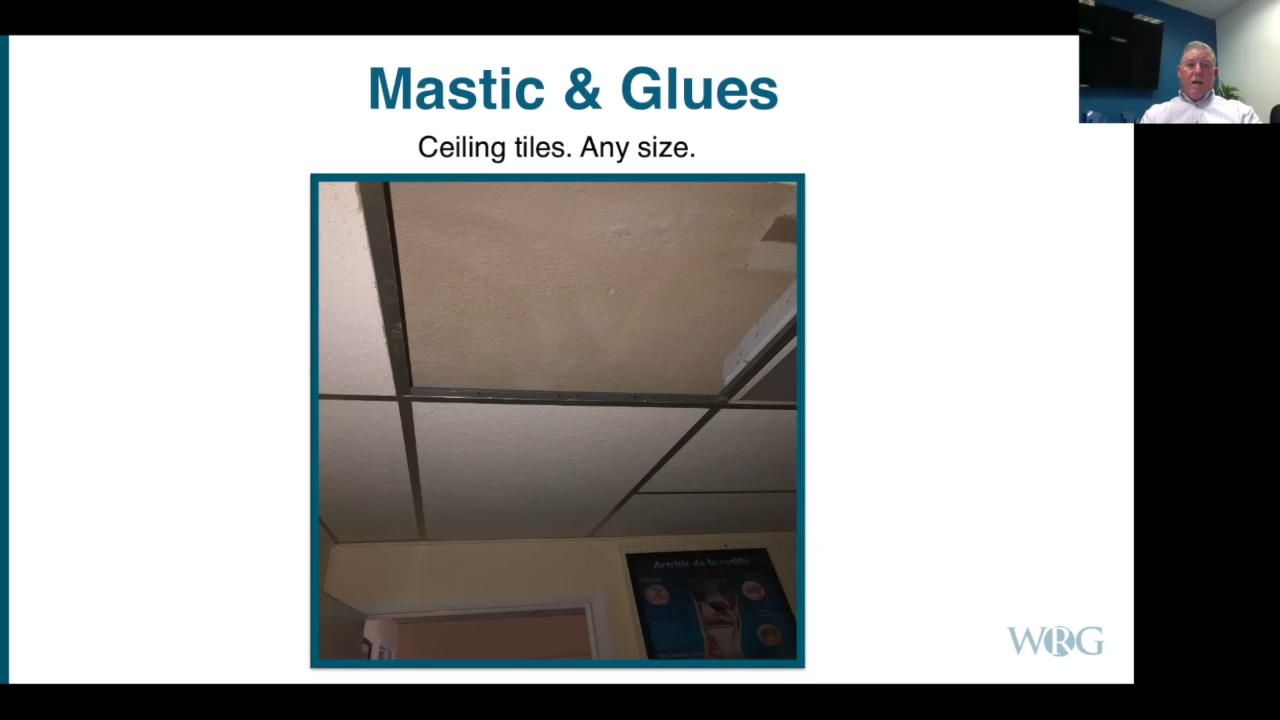 Mastic & Glues
Ceiling tiles. Any size.
Artritis de la rodilla
WRG